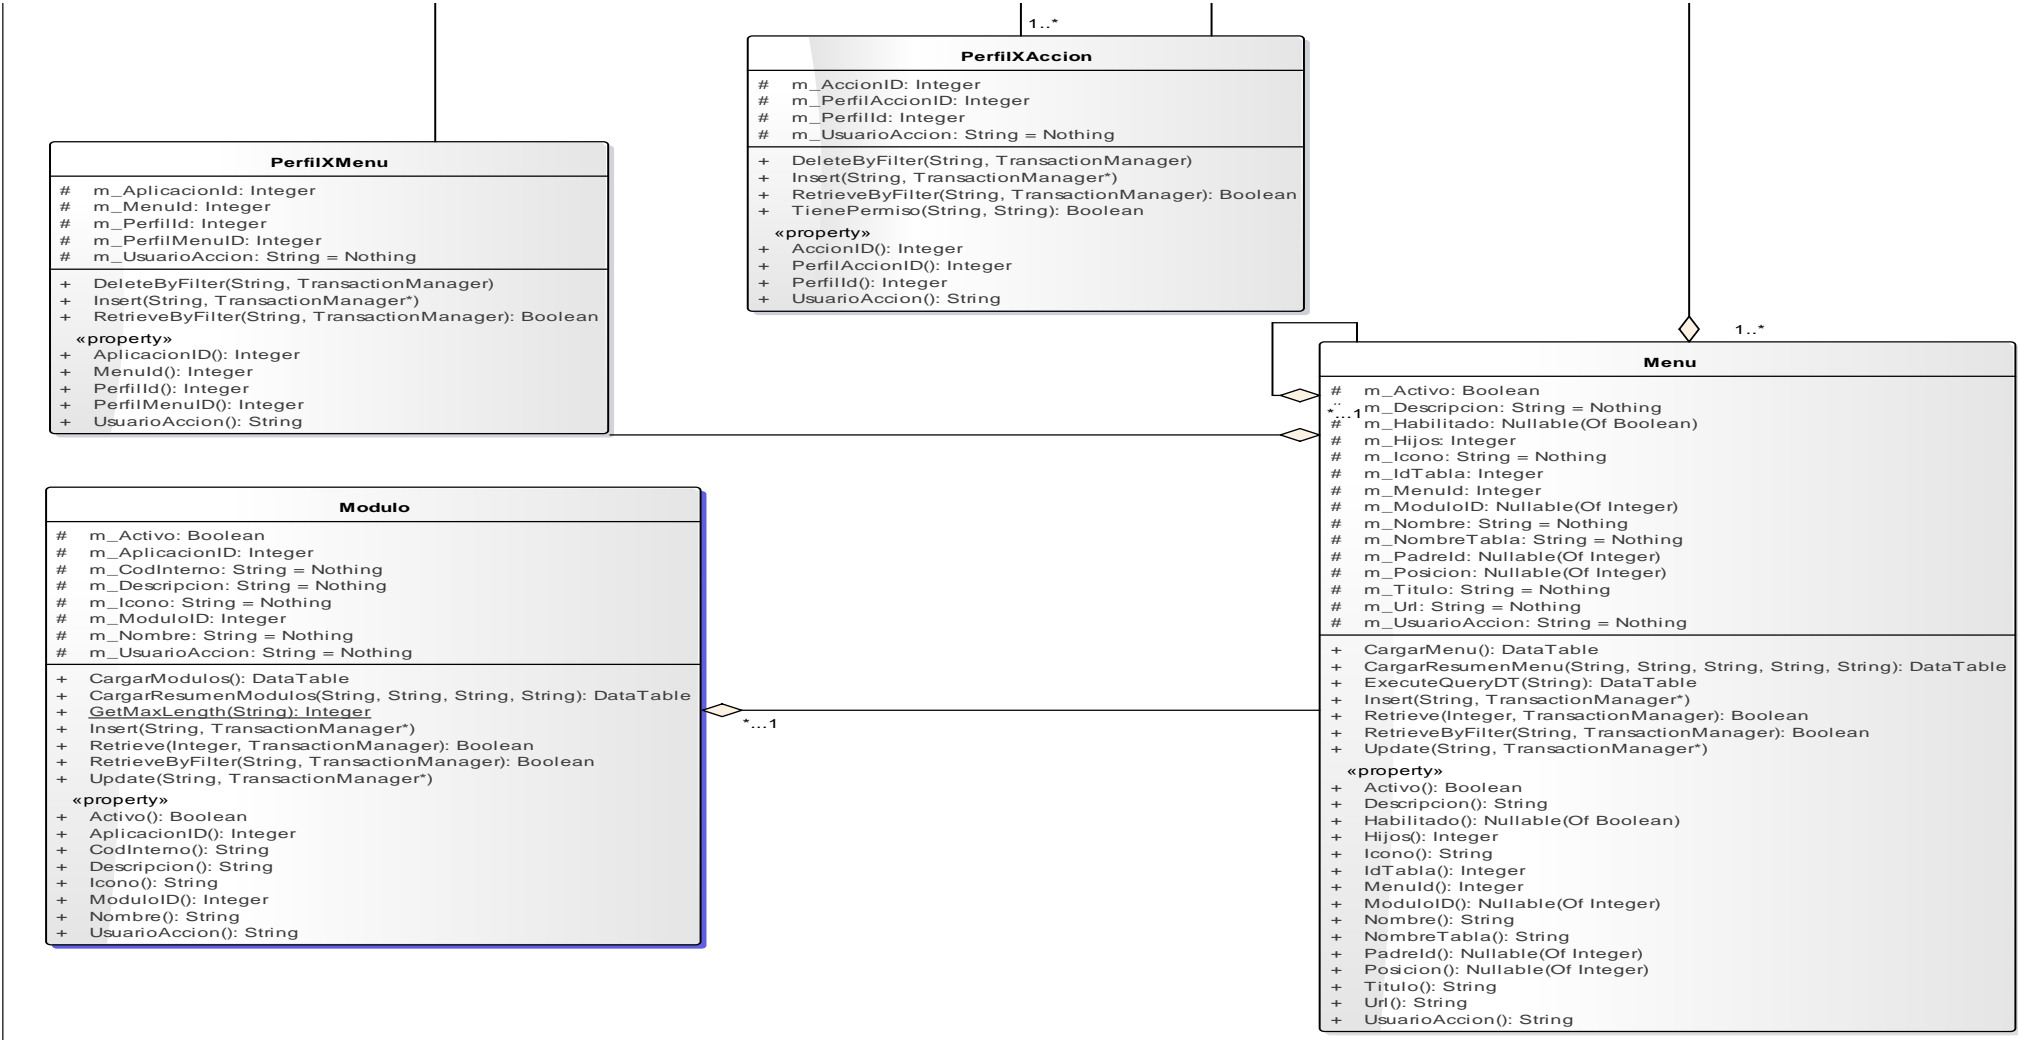 1..*
PerfilXAccion
# m_AccionID: Integer
# m_PerfilAccionID: Integer
# m_PerfilId: Integer
# m_UsuarioAccion: String = Nothing
+ DeleteByFilter(String, TransactionManager)
+ Insert(String, TransactionManager*)
+ RetrieveByFilter(String, TransactionManager): Boolean
+ TienePermiso(String, String): Boolean
«property»
+ AccionID(): Integer
+ PerfilAccionID(): Integer
+ PerfilId(): Integer
+ UsuarioAccion(): String
PerfilXMenu
# m_AplicacionId: Integer
# m_MenuId: Integer
# m_PerfilId: Integer
# m_PerfilMenuID: Integer
# m_UsuarioAccion: String = Nothing
+ DeleteByFilter(String, TransactionManager)
+ Insert(String, TransactionManager*)
+ RetrieveByFilter(String, TransactionManager): Boolean
«property»
+ AplicacionID(): Integer
+ MenuId(): Integer
+ PerfilId(): Integer
+ PerfilMenuID(): Integer
+ UsuarioAccion(): String
1..*
Menu
# m_Activo: Boolean
# m_Descripcion: String = Nothing
*...1
# m_Habilitado: Nullable(Of Boolean)
# m_Hijos: Integer
# m_Icono: String = Nothing
# m_IdTabla: Integer
# m_MenuId: Integer
# m_ModuloID: Nullable(Of Integer)
# m_Nombre: String = Nothing
# m_NombreTabla: String = Nothing
# m_PadreId: Nullable(Of Integer)
# m_Posicion: Nullable(Of Integer)
# m_Titulo: String = Nothing
# m_Url: String = Nothing
# m_UsuarioAccion: String = Nothing
+ CargarMenu(): DataTable
+ CargarResumenMenu(String, String, String, String, String): DataTable
+ ExecuteQueryDT(String): DataTable
+ Insert(String, TransactionManager*)
+ Retrieve(Integer, TransactionManager): Boolean
+ RetrieveByFilter(String, TransactionManager): Boolean
+ Update(String, TransactionManager*)
«property»
+ Activo(): Boolean
+ Descripcion(): String
+ Habilitado(): Nullable(Of Boolean)
+ Hijos(): Integer
+ Icono(): String
+ IdTabla(): Integer
+ MenuId(): Integer
+ ModuloID(): Nullable(Of Integer)
+ Nombre(): String
+ NombreTabla(): String
+ PadreId(): Nullable(Of Integer)
+ Posicion(): Nullable(Of Integer)
+ Titulo(): String
+ Url(): String
+ UsuarioAccion(): String
Modulo
# m_Activo: Boolean
# m_AplicacionID: Integer
# m_CodInterno: String = Nothing
# m_Descripcion: String = Nothing
# m_Icono: String = Nothing
# m_ModuloID: Integer
# m_Nombre: String = Nothing
# m_UsuarioAccion: String = Nothing
+ CargarModulos(): DataTable
+ CargarResumenModulos(String, String, String, String): DataTable
+ GetMaxLength(String): Integer
+ Insert(String, TransactionManager*)
+ Retrieve(Integer, TransactionManager): Boolean
+ RetrieveByFilter(String, TransactionManager): Boolean
+ Update(String, TransactionManager*)
«property»
+ Activo(): Boolean
+ AplicacionID(): Integer
+ CodInterno(): String
+ Descripcion(): String
+ Icono(): String
+ ModuloID(): Integer
+ Nombre(): String
+ UsuarioAccion(): String
*...1